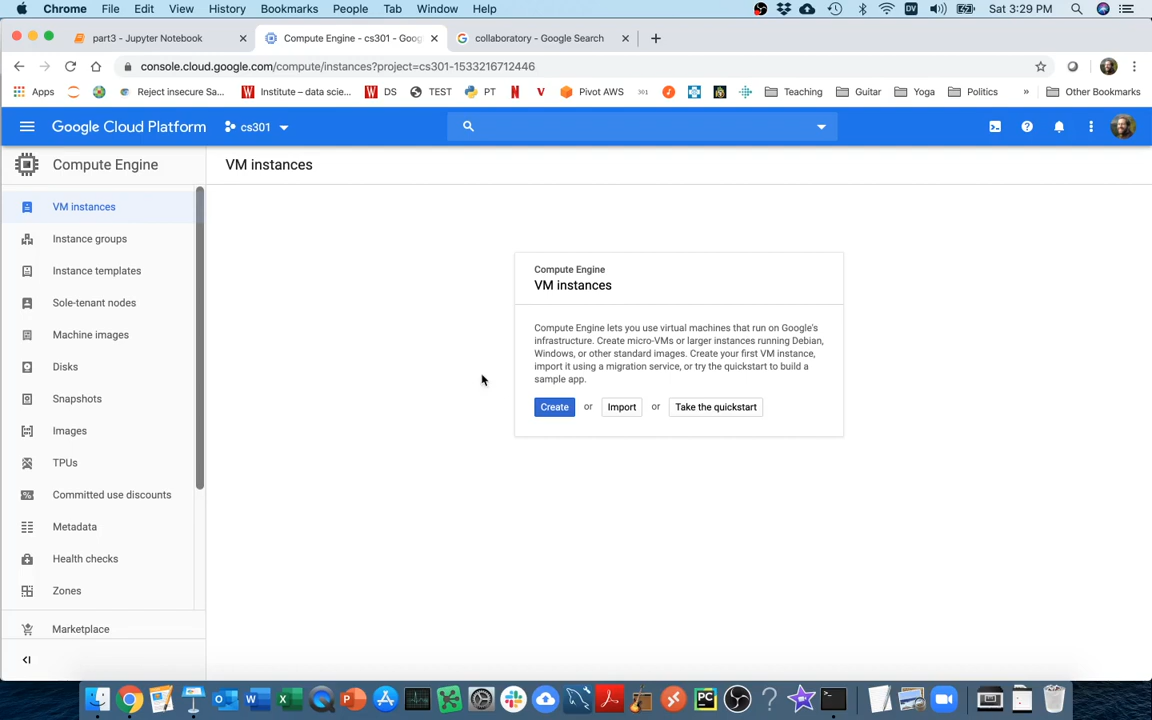 Chrome File Edit View History Bookmarks People Tab Window Help Sat 3:29 PM
part3 - Jupyter Notebook
Compute Engine - cs301 - Goog
collaboratory - Google Search
console.cloud.google.com/compute/instances?project=cs301-1533216712446
Apps Reject insecure Sa... Institute – data scie... DS TEST PT Pivot AWS 301 Teaching Guitar Yoga Politics » Other Bookmarks
Google Cloud Platform cs301
Compute Engine
VM instances
VM instances
Instance groups
Instance templates
Sole-tenant nodes
Machine images
Disks
Snapshots
Images
TPUs
Committed use discounts
Metadata
Health checks
Zones
Marketplace
Compute Engine
VM instances
Compute Engine lets you use virtual machines that run on Google's
infrastructure. Create micro-VMs or larger instances running Debian,
Windows, or other standard images. Create your first VM instance,
import it using a migration service, or try the quickstart to build a
sample app.
Create or Import or Take the quickstart